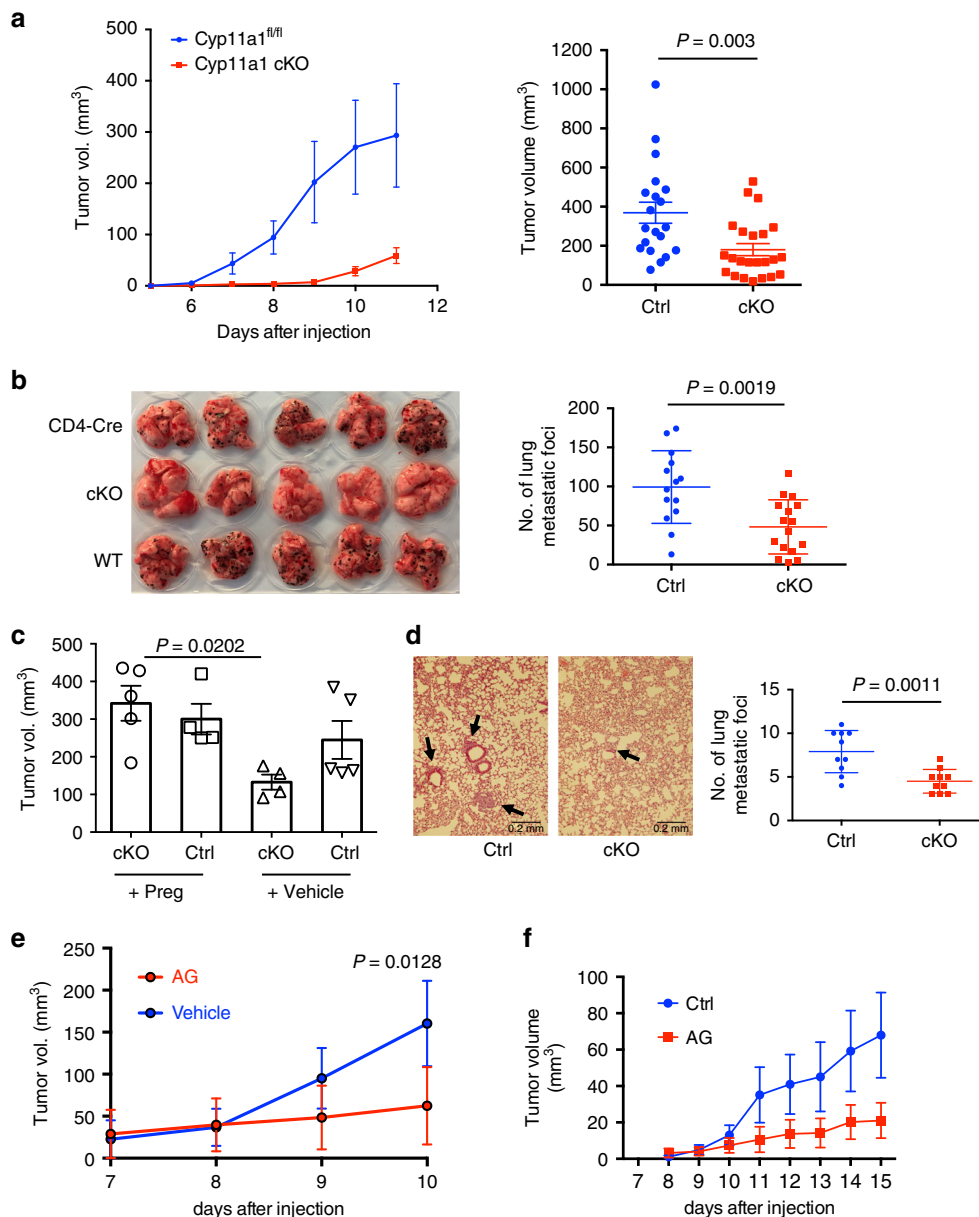 a
Cyp11a1fl/fl
Cyp11a1 cKO
Tumor vol. (mm3)
500
400
300
200
100
0
6 8 10 12
Days after injection
P = 0.003
Tumor volume (mm3)
1200
1000
800
600
400
200
0
Ctrl cKO
b
CD4-Cre
cKO
WT
P = 0.0019
No. of lung
metastatic foci
200
150
100
50
0
Ctrl cKO
c
P = 0.0202
Tumor vol. (mm3)
500
400
300
200
100
0
cKO Ctrl cKO Ctrl
+ Preg + Vehicle
d
0.2 mm 0.2 mm
Ctrl cKO
P = 0.0011
No. of lung
metastatic foci
15
10
5
0
Ctrl cKO
e
AG
Vehicle
P = 0.0128
Tumor vol. (mm3)
250
200
150
100
50
0
7 8 9 10
days after injection
f
Ctrl
AG
Tumor volume
(mm3)
100
80
60
40
20
0
7 8 9 10 11 12 13 14 15
days after injection